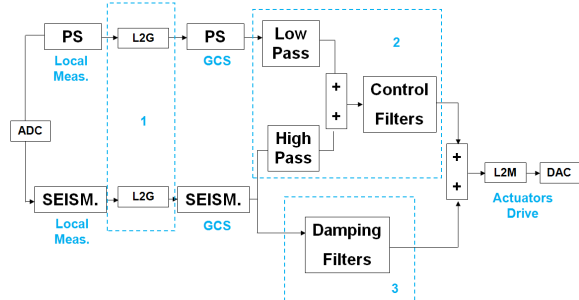 PS
L2G
PS
Low
Pass
2
Local
Meas.
GCS
+
+
Control
Filters
ADC
1
High
Pass
+
+
L2M
DAC
SEISM.
L2G
SEISM.
Actuators
Drive
Local
Meas.
GCS
Damping
Filters
3